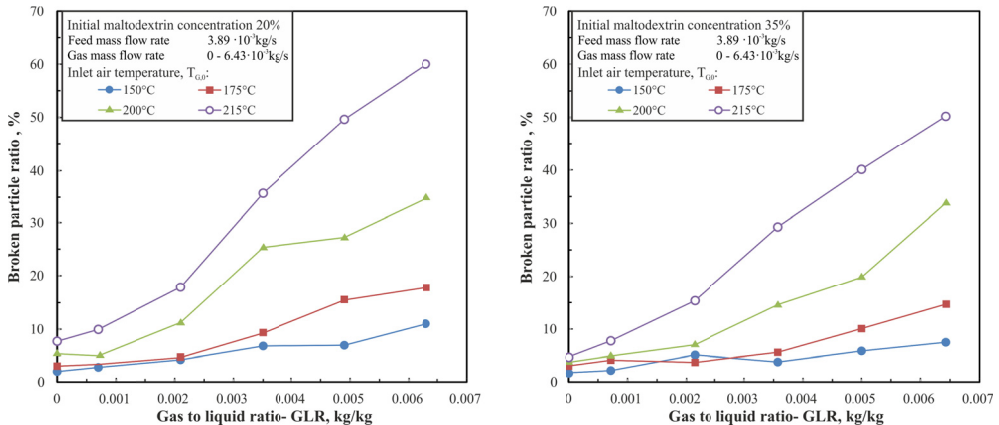 70
60
50
40
30
20
10
0
Broken particle ratio , %
Initial maltodextrin concentration 20%
Feed mass flow rate 3.89 ·10⁻³kg/s
Gas mass flow rate 0 - 6.43·10⁻³kg/s
Inlet air temperature, T_G,0:
150°C 175°C
200°C 215°C
0 0.001 0.002 0.003 0.004 0.005 0.006 0.007
Gas to liquid ratio- GLR, kg/kg
70
60
50
40
30
20
10
0
Broken particle ratio , %
Initial maltodextrin concentration 35%
Feed mass flow rate 3.89 ·10⁻³kg/s
Gas mass flow rate 0 - 6.43·10⁻³kg/s
Inlet air temperature, T_G,0:
150°C 175°C
200°C 215°C
0 0.001 0.002 0.003 0.004 0.005 0.006 0.007
Gas to liquid ratio- GLR, kg/kg